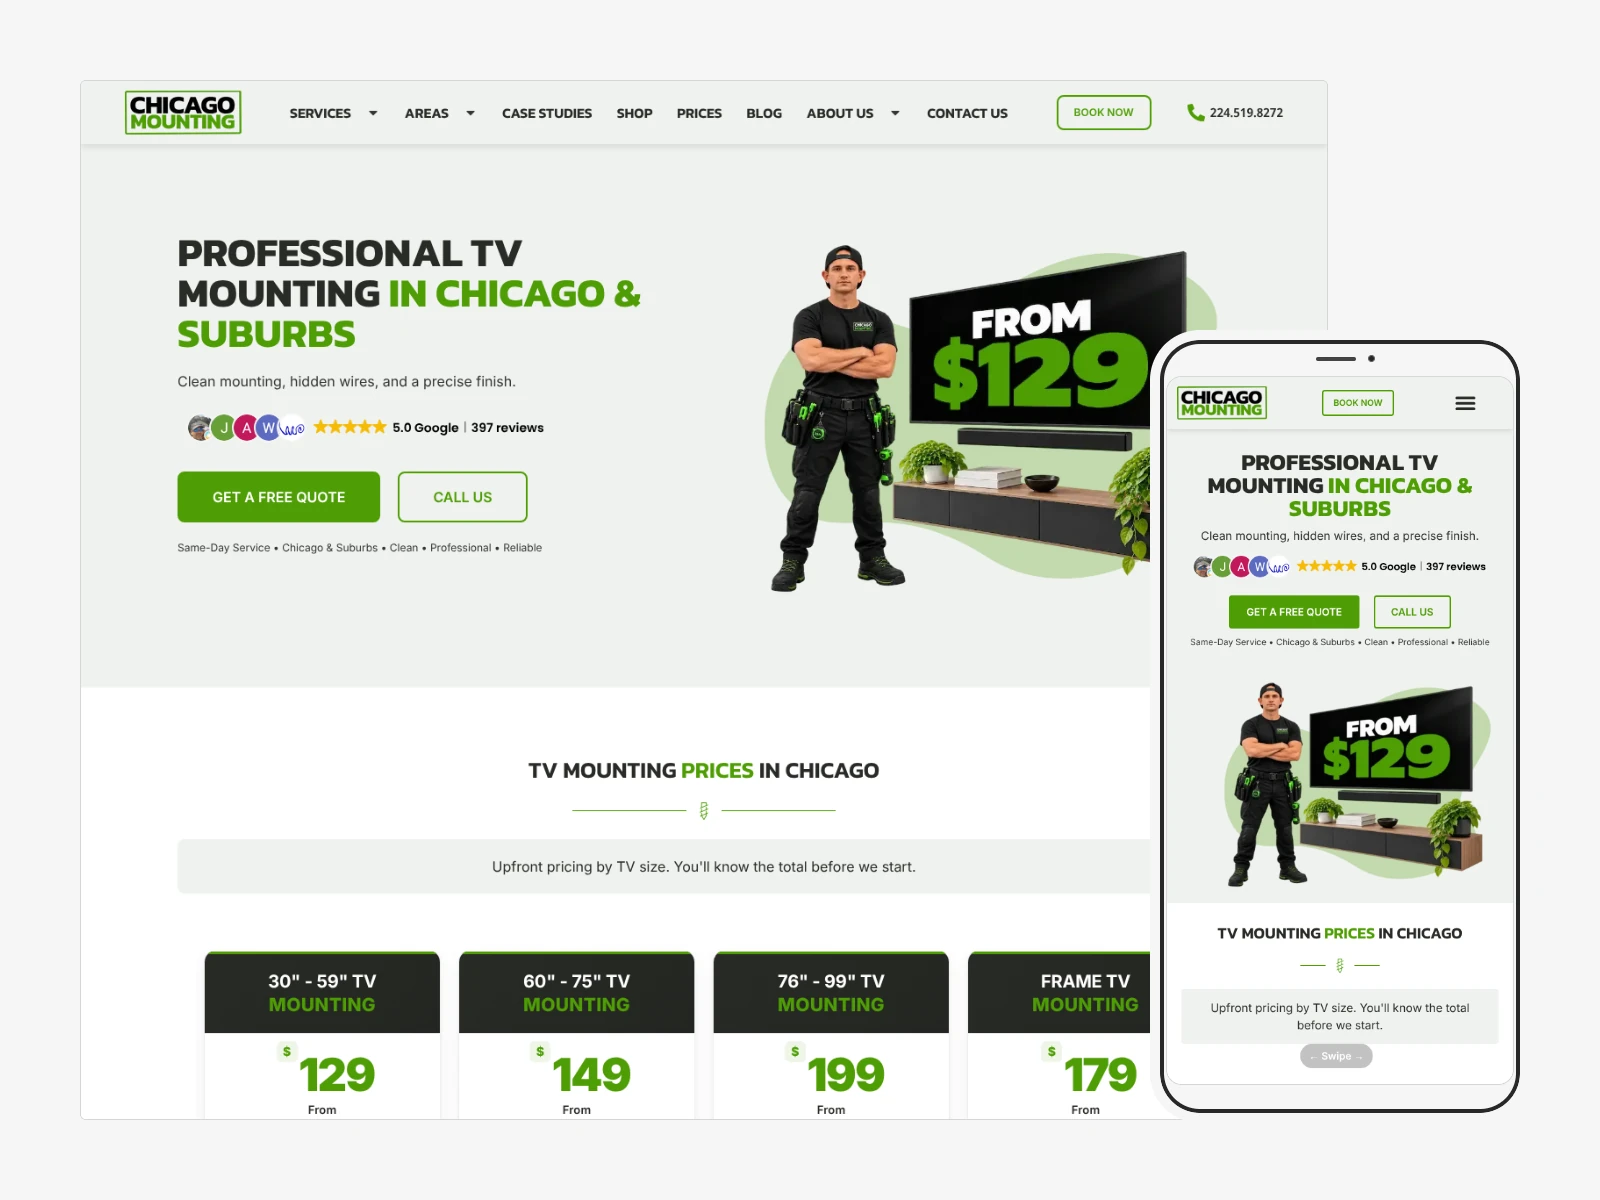 CHICAGO
MOUNTING
SERVICES AREAS CASE STUDIES SHOP PRICES BLOG ABOUT US CONTACT US BOOK NOW 224.519.8272
PROFESSIONAL TV
MOUNTING IN CHICAGO &
SUBURBS
Clean mounting, hidden wires, and a precise finish.
J A W 5.0 Google | 397 reviews
GET A FREE QUOTE CALL US
Same-Day Service • Chicago & Suburbs • Clean • Professional • Reliable
CHICAGO
MOUNTING
FROM
$129
TV MOUNTING PRICES IN CHICAGO
Upfront pricing by TV size. You'll know the total before we start.
30" - 59" TV
MOUNTING
$ 129
From
60" - 75" TV
MOUNTING
$ 149
From
76" - 99" TV
MOUNTING
$ 199
From
FRAME TV
MOUNTING
$ 179
From
CHICAGO
MOUNTING
BOOK NOW
PROFESSIONAL TV
MOUNTING IN CHICAGO &
SUBURBS
Clean mounting, hidden wires, and a precise finish.
J A W 5.0 Google | 397 reviews
GET A FREE QUOTE CALL US
Same-Day Service • Chicago & Suburbs • Clean • Professional • Reliable
FROM
$129
TV MOUNTING PRICES IN CHICAGO
Upfront pricing by TV size. You'll know the total
before we start.
← Swipe →